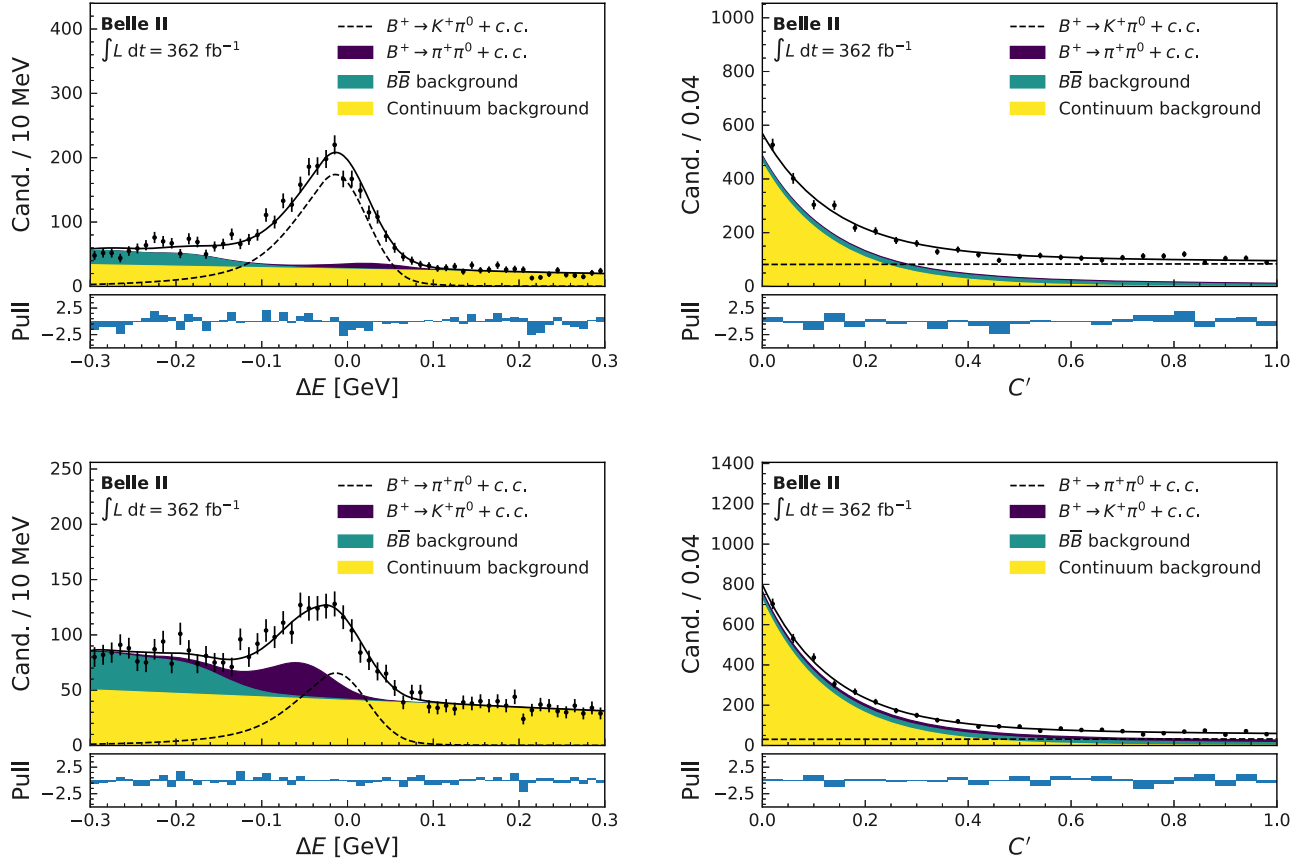 Belle II
∫L dt = 362 fb⁻¹
B⁺ → K⁺π⁰ + c. c.
B⁺ → π⁺π⁰ + c. c.
BB̅ background
Continuum background
Cand. / 10 MeV
400
300
200
100
0
Pull
2.5
−2.5
−0.3 −0.2 −0.1 0.0 0.1 0.2 0.3
ΔE [GeV]
Belle II
∫L dt = 362 fb⁻¹
B⁺ → K⁺π⁰ + c. c.
B⁺ → π⁺π⁰ + c. c.
BB̅ background
Continuum background
Cand. / 0.04
1000
800
600
400
200
0
Pull
2.5
−2.5
0.0 0.2 0.4 0.6 0.8 1.0
C′
Belle II
∫L dt = 362 fb⁻¹
B⁺ → π⁺π⁰ + c. c.
B⁺ → K⁺π⁰ + c. c.
BB̅ background
Continuum background
Cand. / 10 MeV
250
200
150
100
50
0
Pull
2.5
−2.5
−0.3 −0.2 −0.1 0.0 0.1 0.2 0.3
ΔE [GeV]
Belle II
∫L dt = 362 fb⁻¹
B⁺ → π⁺π⁰ + c. c.
B⁺ → K⁺π⁰ + c. c.
BB̅ background
Continuum background
Cand. / 0.04
1400
1200
1000
800
600
400
200
0
Pull
2.5
−2.5
0.0 0.2 0.4 0.6 0.8 1.0
C′